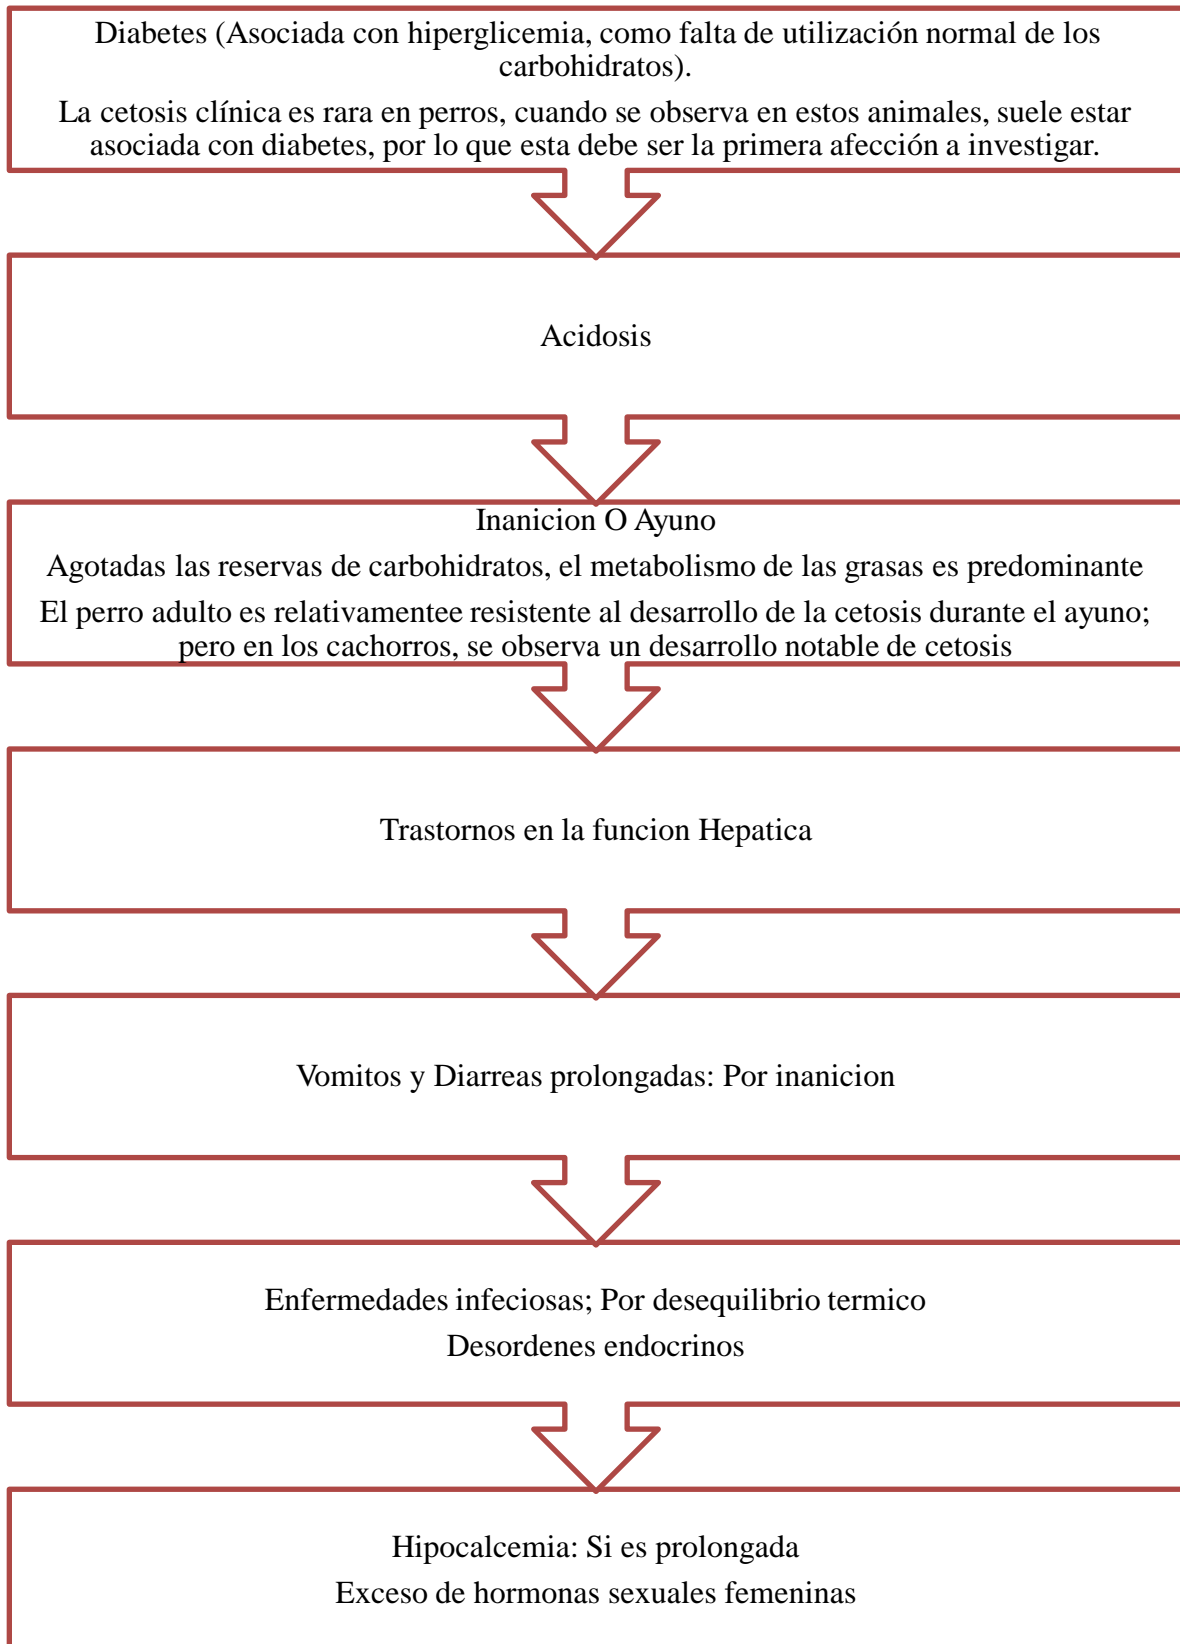 Diabetes (Asociada con hiperglicemia, como falta de utilización normal de los
carbohidratos).
La cetosis clínica es rara en perros, cuando se observa en estos animales, suele estar
asociada con diabetes, por lo que esta debe ser la primera afección a investigar.
Acidosis
Inanicion O Ayuno
Agotadas las reservas de carbohidratos, el metabolismo de las grasas es predominante
El perro adulto es relativamentee resistente al desarrollo de la cetosis durante el ayuno;
pero en los cachorros, se observa un desarrollo notable de cetosis
Trastornos en la funcion Hepatica
Vomitos y Diarreas prolongadas: Por inanicion
Enfermedades infeciosas; Por desequilibrio termico
Desordenes endocrinos
Hipocalcemia: Si es prolongada
Exceso de hormonas sexuales femeninas